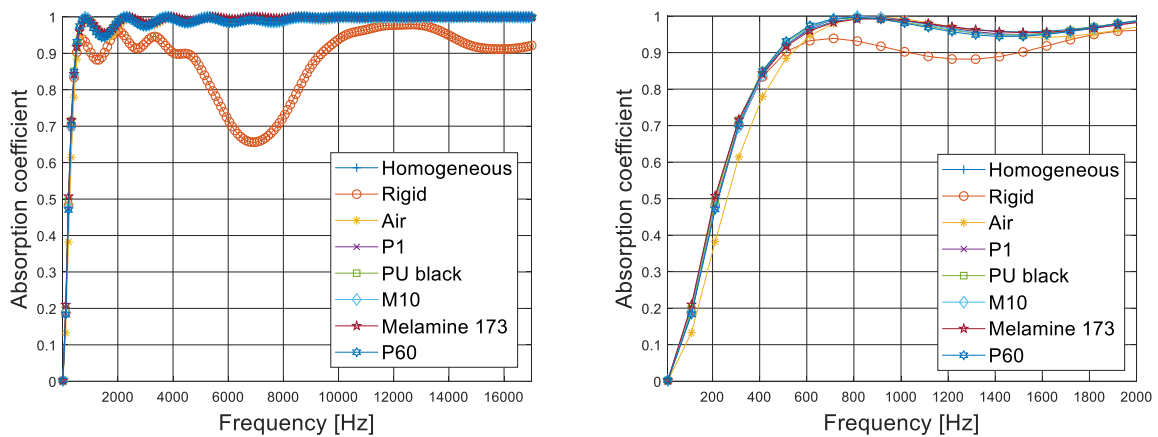 1
0.9
0.8
0.7
0.6
0.5
0.4
0.3
0.2
0.1
0
Absorption coefficient
2000 4000 6000 8000 10000 12000 14000 16000
Frequency [Hz]
Homogeneous
Rigid
Air
P1
PU black
M10
Melamine 173
P60
1
0.9
0.8
0.7
0.6
0.5
0.4
0.3
0.2
0.1
0
Absorption coefficient
200 400 600 800 1000 1200 1400 1600 1800 2000
Frequency [Hz]
Homogeneous
Rigid
Air
P1
PU black
M10
Melamine 173
P60